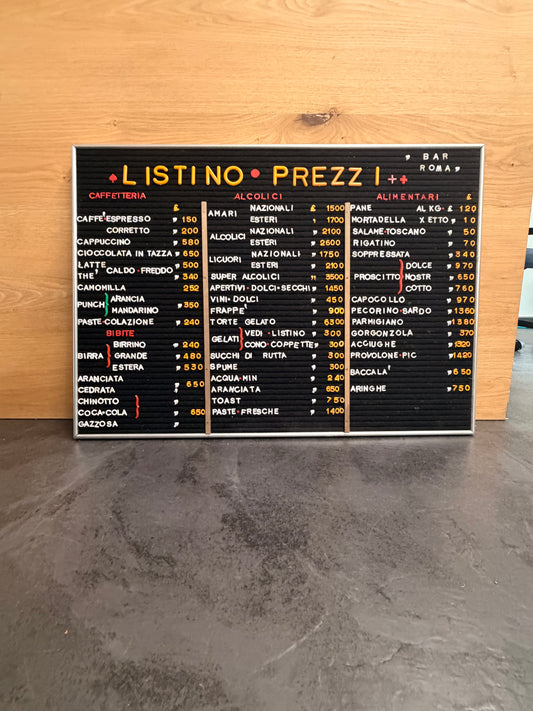 " BAR
ROMA "
LISTINO • PREZZI
CAFFETTERIA £
CAFFE' ESPRESSO " 150
CORRETTO " 200
CAPPUCCINO " 580
CIOCCOLATA IN TAZZA " 650
LATTE " 500
THE' CALDO - FREDDO " 340
CAMOMILLA 252
PUNCH } ARANCIA
MANDARINO " 350
PASTE - COLAZIONE " 240
BIBITE
BIRRINO " 240
BIRRA } GRANDE " 480
ESTERA " 530
ARANCIATA
CEDRATA " 650
CHINOTTO "
COCA - COLA } " 650
GAZZOSA "
ALCOLICI
AMARI NAZIONALI £ 1500
ESTERI " 1700
ALCOLICI NAZIONALI " 2100
ESTERI " 2600
LICUORI NAZIONALI " 1750
ESTERI " 2100
SUPER ALCOLICI " 3500
APERTIVI - DOLCI - SECCHI " 1450
VINI - DOLCI " 450
FRAPPE' " 900
TORTE GELATO " 6300
GELATI { VEDI - LISTINO " 300
CONO - COPPETTE " 300
SUCCHI DI RUTTA " 300
SPUME " 300
ACQUA - MIN " 240
ARANCIATA " 650
TOAST " 750
PASTE - FRESCHE " 1400
ALIMENTARI £
PANE AL KG - £ 120
MORTADELLA X ETTO " 10
SALAME - TOSCANO " 50
RIGATINO " 70
SOPPRESSATA " 340
DOLCE " 970
PROSCITTO } NOSTR " 650
COTTO " 760
CAPOCOLLO " 970
PECORINO - SARDO " 1360
PARMIGIANO " 1380
GORGONZOLA " 370
ACCIUGHE " 1320
PROVOLONE - PIC " 1420
BACCALA' " 650
ARINGHE " 750